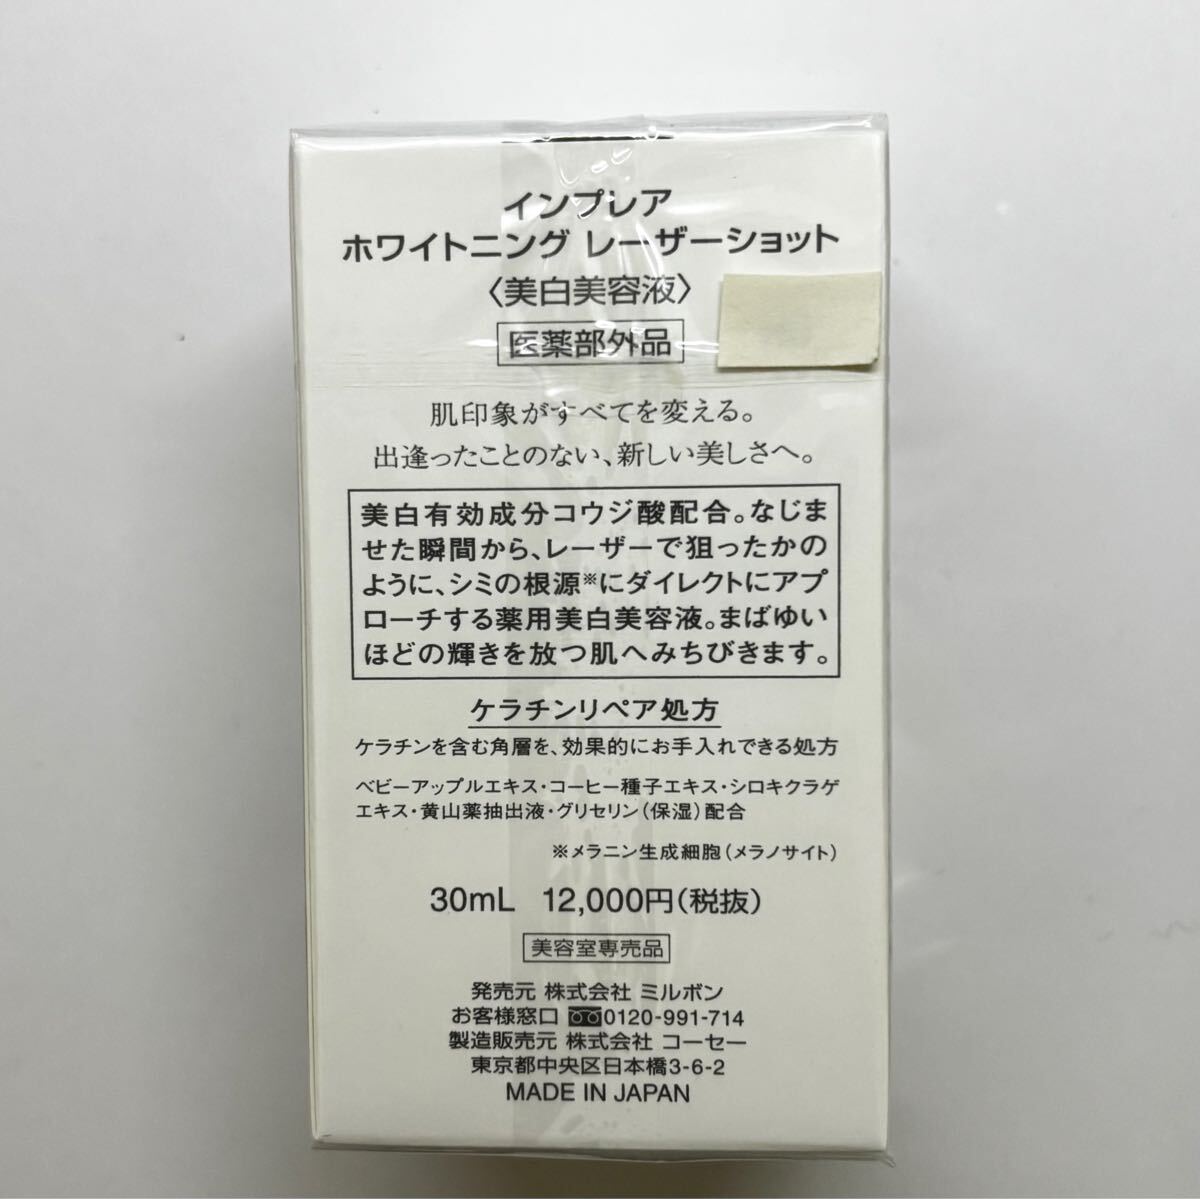 インプレア
ホワイトニング レーザーショット
〈美白美容液〉
医薬部外品
肌印象がすべてを変える。
出逢ったことのない、新しい美しさへ。
美白有効成分コウジ酸配合。なじま
せた瞬間から、レーザーで狙ったかの
ように、シミの根源※にダイレクトにアプ
ローチする薬用美白美容液。まばゆい
ほどの輝きを放つ肌へみちびきます。
ケラチンリペア処方
ケラチンを含む角層を、効果的にお手入れできる処方
ベビーアップルエキス・コーヒー種子エキス・シロキクラゲ
エキス・黄山薬抽出液・グリセリン(保湿)配合
※メラニン生成細胞(メラノサイト)
30mL 12,000円(税抜)
美容室専売品
発売元 株式会社 ミルボン
お客様窓口 0120-991-714
製造販売元 株式会社 コーセー
東京都中央区日本橋3-6-2
MADE IN JAPAN